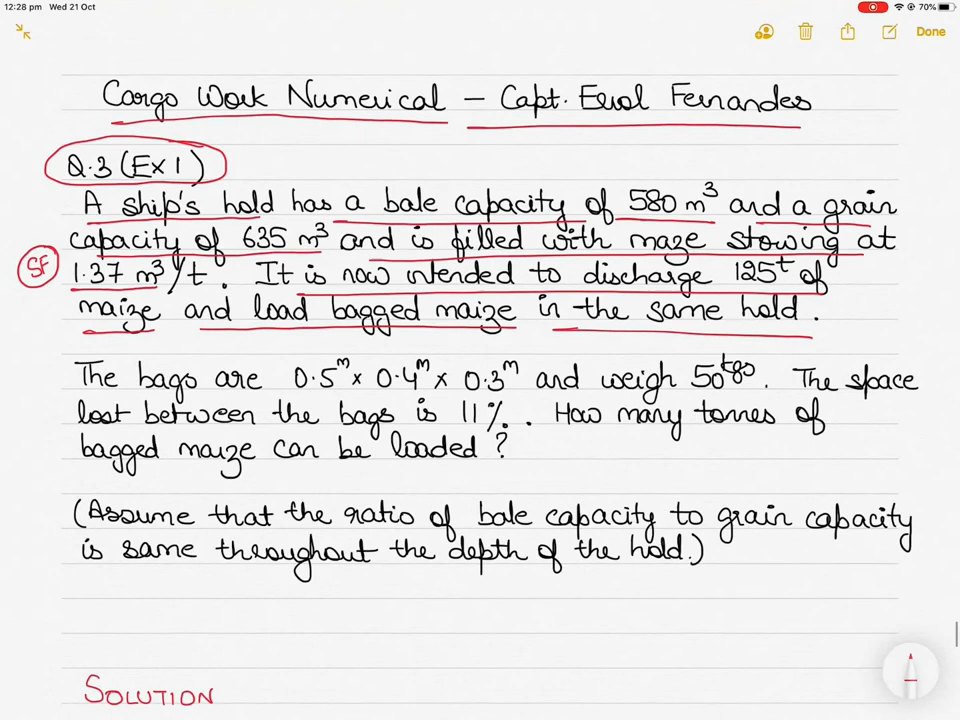 12:28 pm Wed 21 Oct
70%
Done
Cargo Work Numerical - Capt. Errol Fernandes
Q.3 (Ex 1)
A ship's hold has a bale capacity of 580 m³ and a grain
capacity of 635 m³ and is filled with maze stowing at
SF 1.37 m³/t. It is now intended to discharge 125t of
maize and load bagged maize in the same hold.
The bags are 0.5m x 0.4m x 0.3m and weigh 50kgs. The space
lost between the bags is 11%. How many tonnes of
bagged maize can be loaded?
(Assume that the ratio of bale capacity to grain capacity
is same throughout the depth of the hold.)
SOLUTION